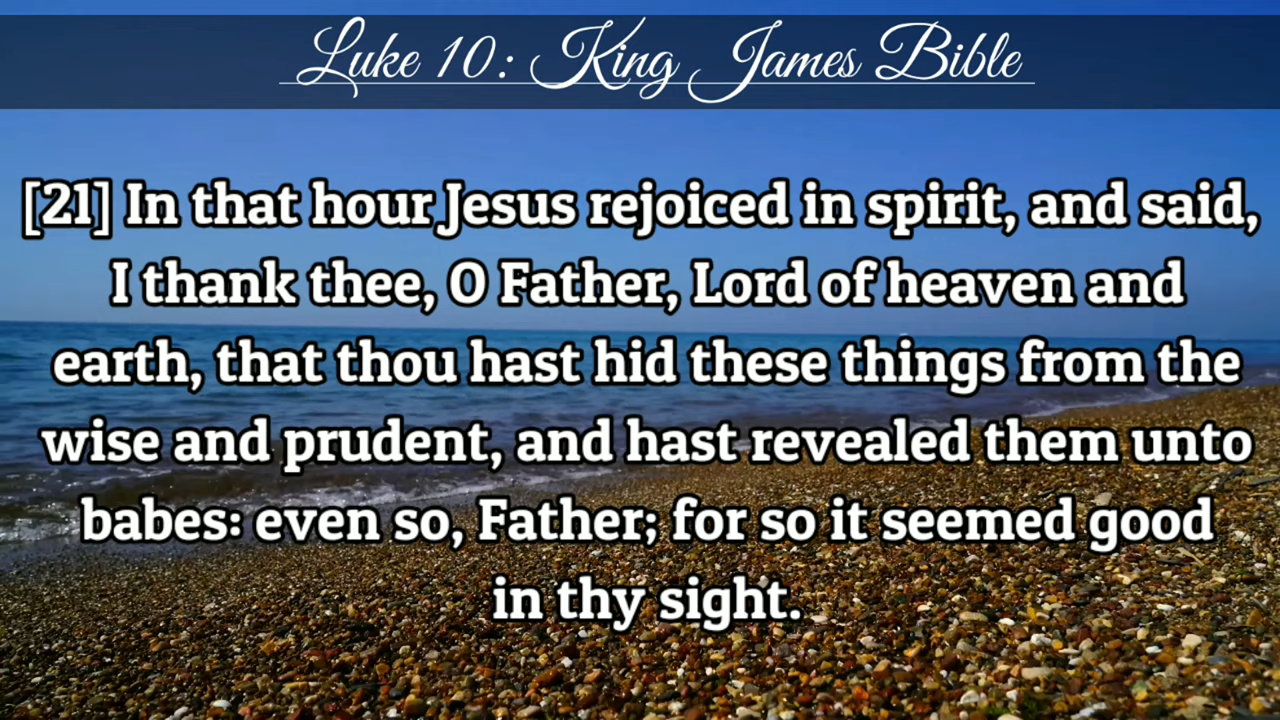 Luke 10: King James Bible
[21] In that hour Jesus rejoiced in spirit, and said,
I thank thee, O Father, Lord of heaven and
earth, that thou hast hid these things from the
wise and prudent, and hast revealed them unto
babes: even so, Father; for so it seemed good
in thy sight.